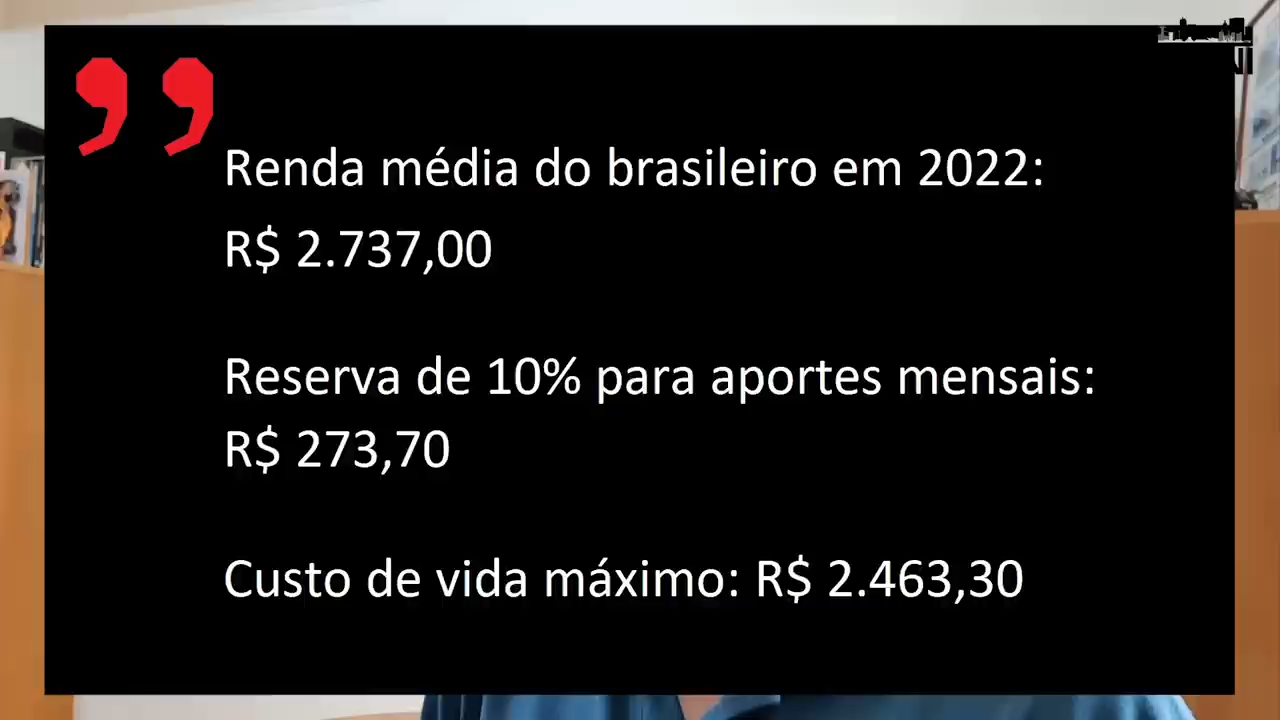 Renda média do brasileiro em 2022:
R$ 2.737,00
Reserva de 10% para aportes mensais:
R$ 273,70
Custo de vida máximo: R$ 2.463,30